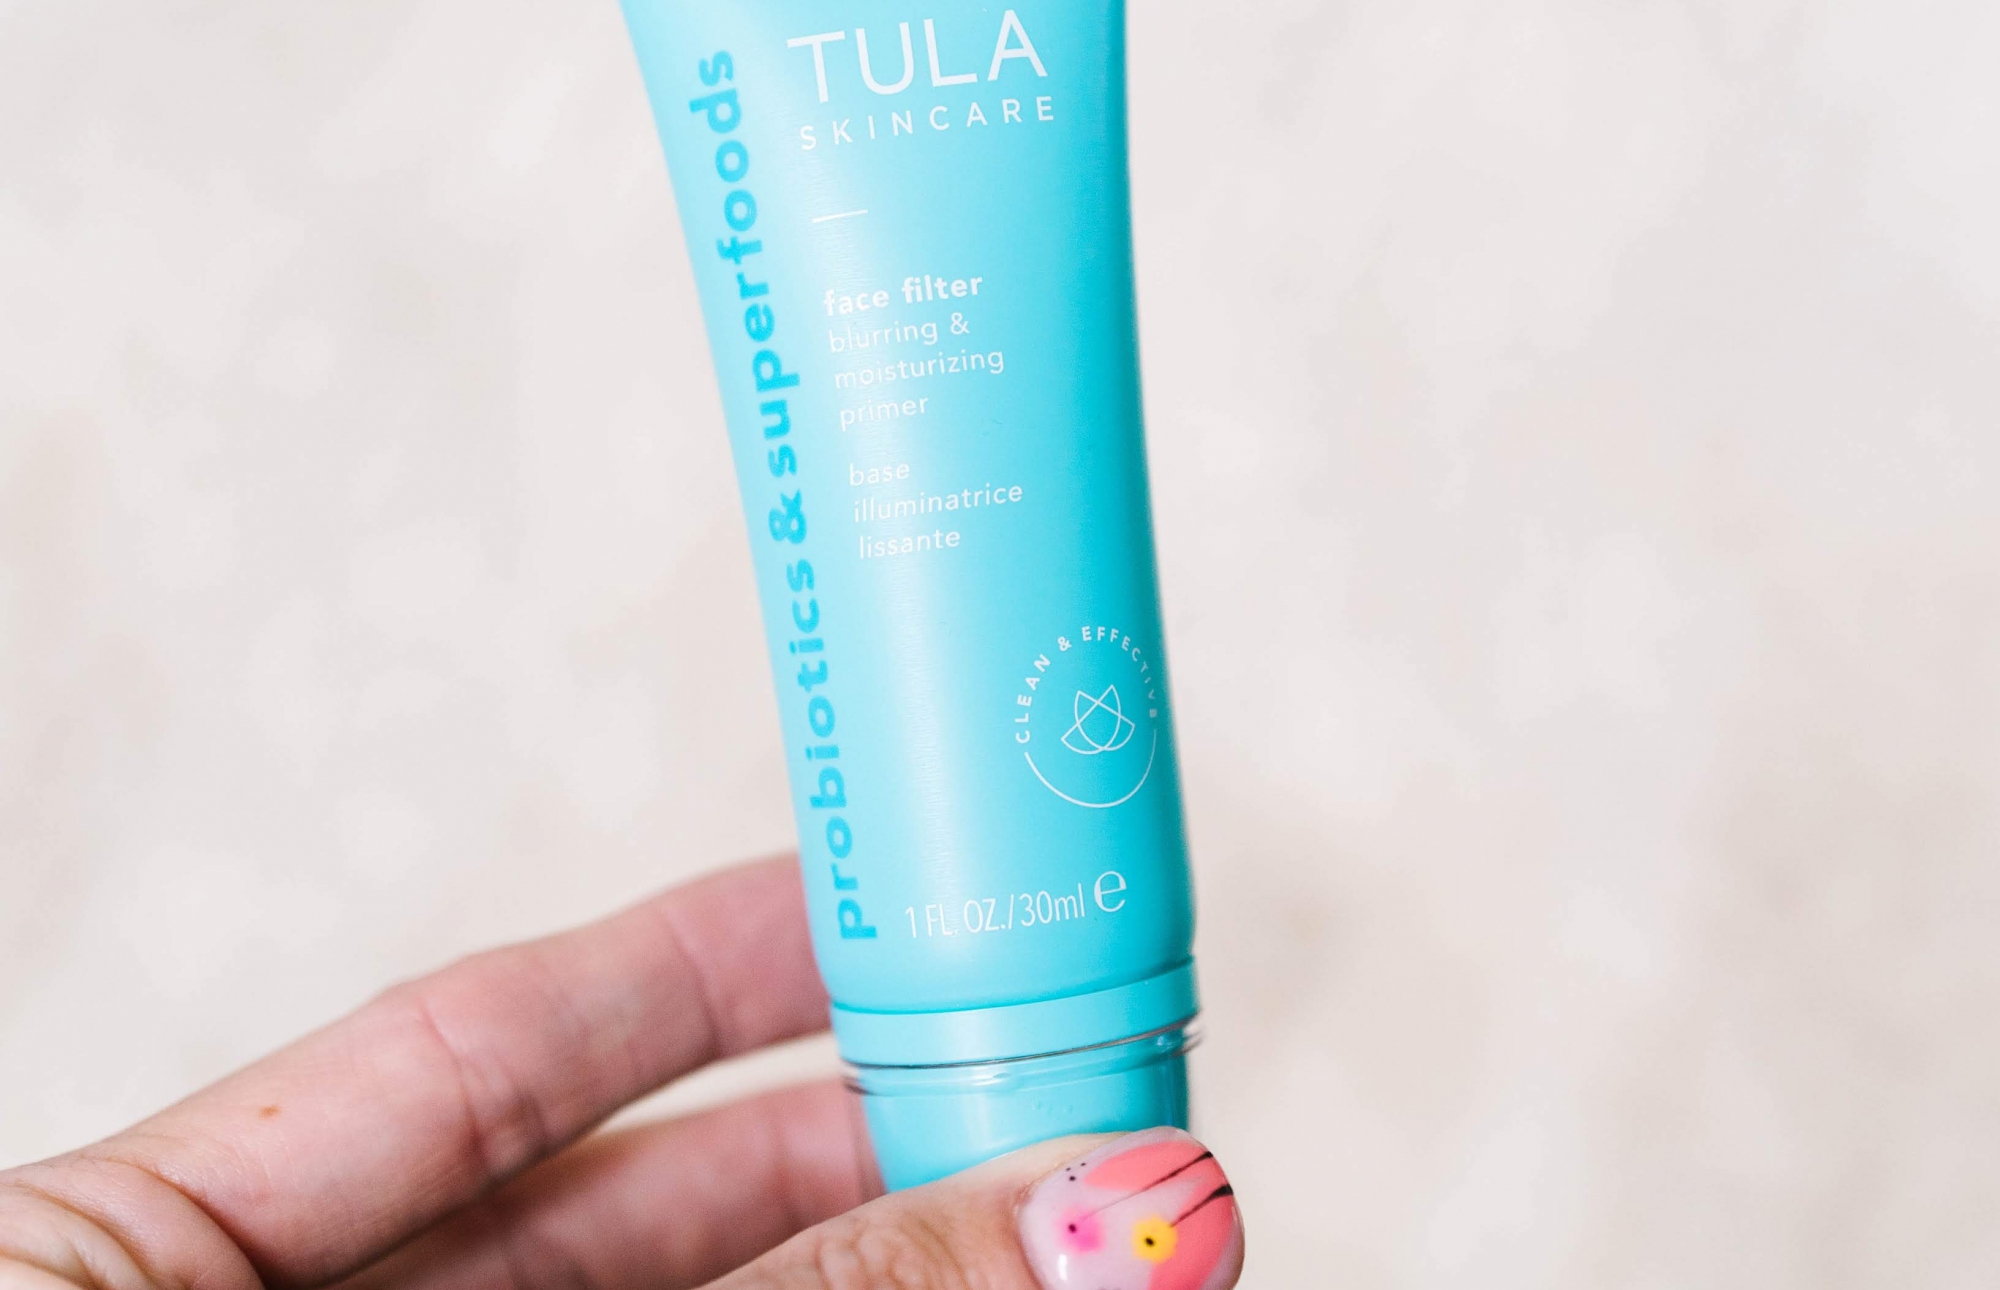 TULA
SKINCARE
probiotics & superfoods
face filter
blurring &
moisturizing
primer
base
illuminatrice
lissante
CLEAN & EFFECTIVE
1 FL. OZ./30ml e